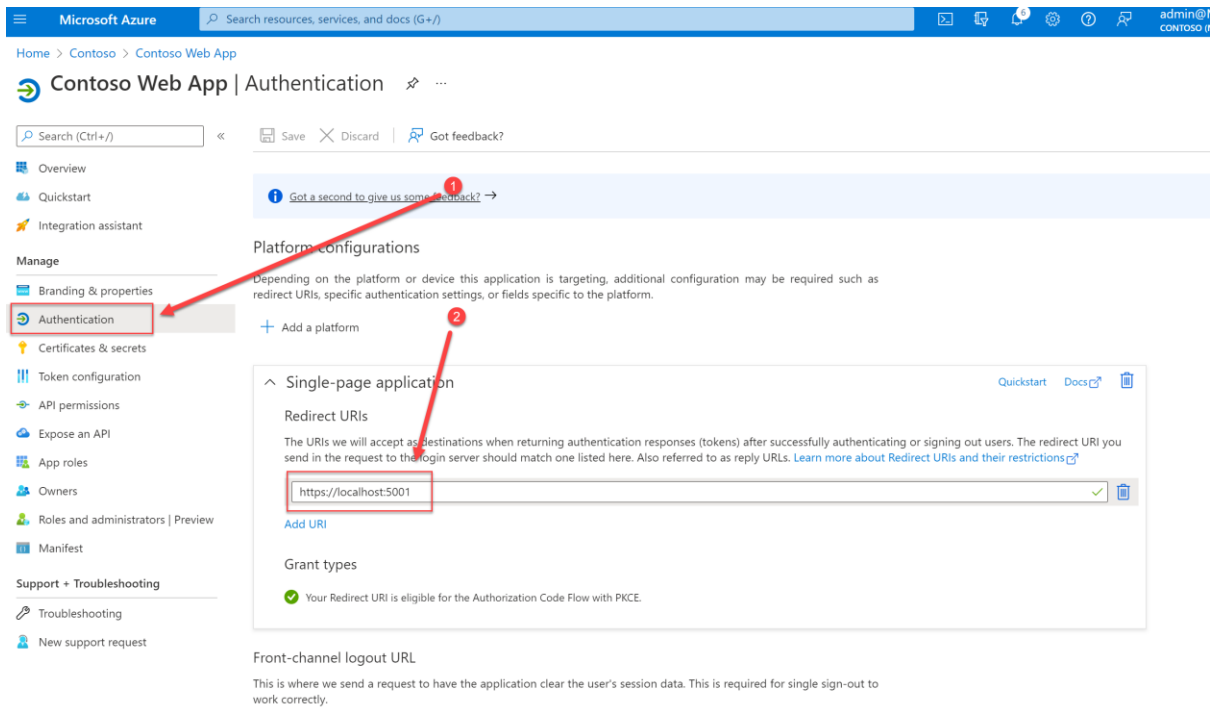 Microsoft Azure
Search resources, services, and docs (G+/)
6
admin@
CONTOSO (
Home > Contoso > Contoso Web App
Contoso Web App | Authentication
Search (Ctrl+/)
«
Save
Discard
Got feedback?
Overview
Quickstart
Integration assistant
Manage
Branding & properties
Authentication
Certificates & secrets
Token configuration
API permissions
Expose an API
App roles
Owners
Roles and administrators | Preview
Manifest
Support + Troubleshooting
Troubleshooting
New support request
1
Got a second to give us some feedback? →
Platform configurations
Depending on the platform or device this application is targeting, additional configuration may be required such as
redirect URIs, specific authentication settings, or fields specific to the platform.
2
Add a platform
Single-page application
Quickstart
Docs
Redirect URIs
The URIs we will accept as destinations when returning authentication responses (tokens) after successfully authenticating or signing out users. The redirect URI you
send in the request to the login server should match one listed here. Also referred to as reply URLs. Learn more about Redirect URIs and their restrictions
https://localhost:5001
Add URI
Grant types
Your Redirect URI is eligible for the Authorization Code Flow with PKCE.
Front-channel logout URL
This is where we send a request to have the application clear the user's session data. This is required for single sign-out to
work correctly.